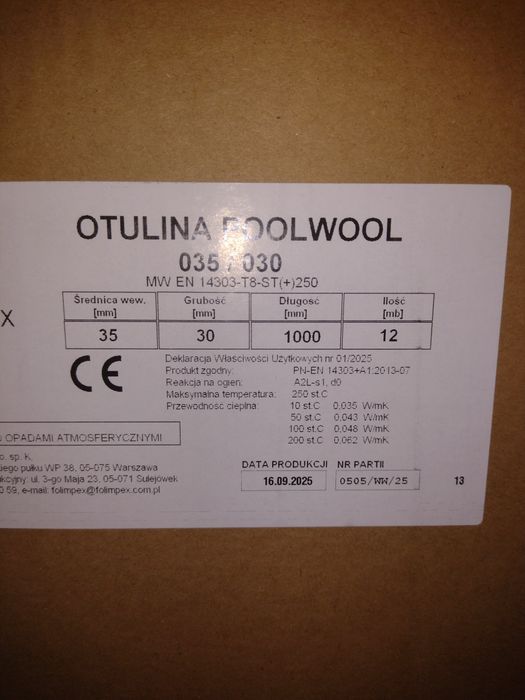 OTULINA POOLWOOL
035 / 030
MW EN 14303-T8-ST(+)250
X
Średnica wew. [mm] Grubość [mm] Długość [mm] Ilość [mb]
35 30 1000 12
CE
Deklaracja Właściwości Użytkowych nr 01/2025
Produkt zgodny: PN-EN 14303+A1:2013-07
Reakcja na ogień: A2L-s1, d0
Maksymalna temperatura: 250 st.C
Przewodność cieplna: 10 st.C 0,035 W/mK
50 st.C 0,043 W/mK
100 st.C 0,048 W/mK
200 st.C 0,062 W/mK
OPADAMI ATMOSFERYCZNYMI
o. sp. K.
kiego pułku WP 38, 05-075 Warszawa
kcyjny: ul. 3-go Maja 23, 05-071 Sulejówek
0 59, e-mail: folimpex@folimpex.com.pl
DATA PRODUKCJI NR PARTII
16.09.2025 0505/WW/25 13